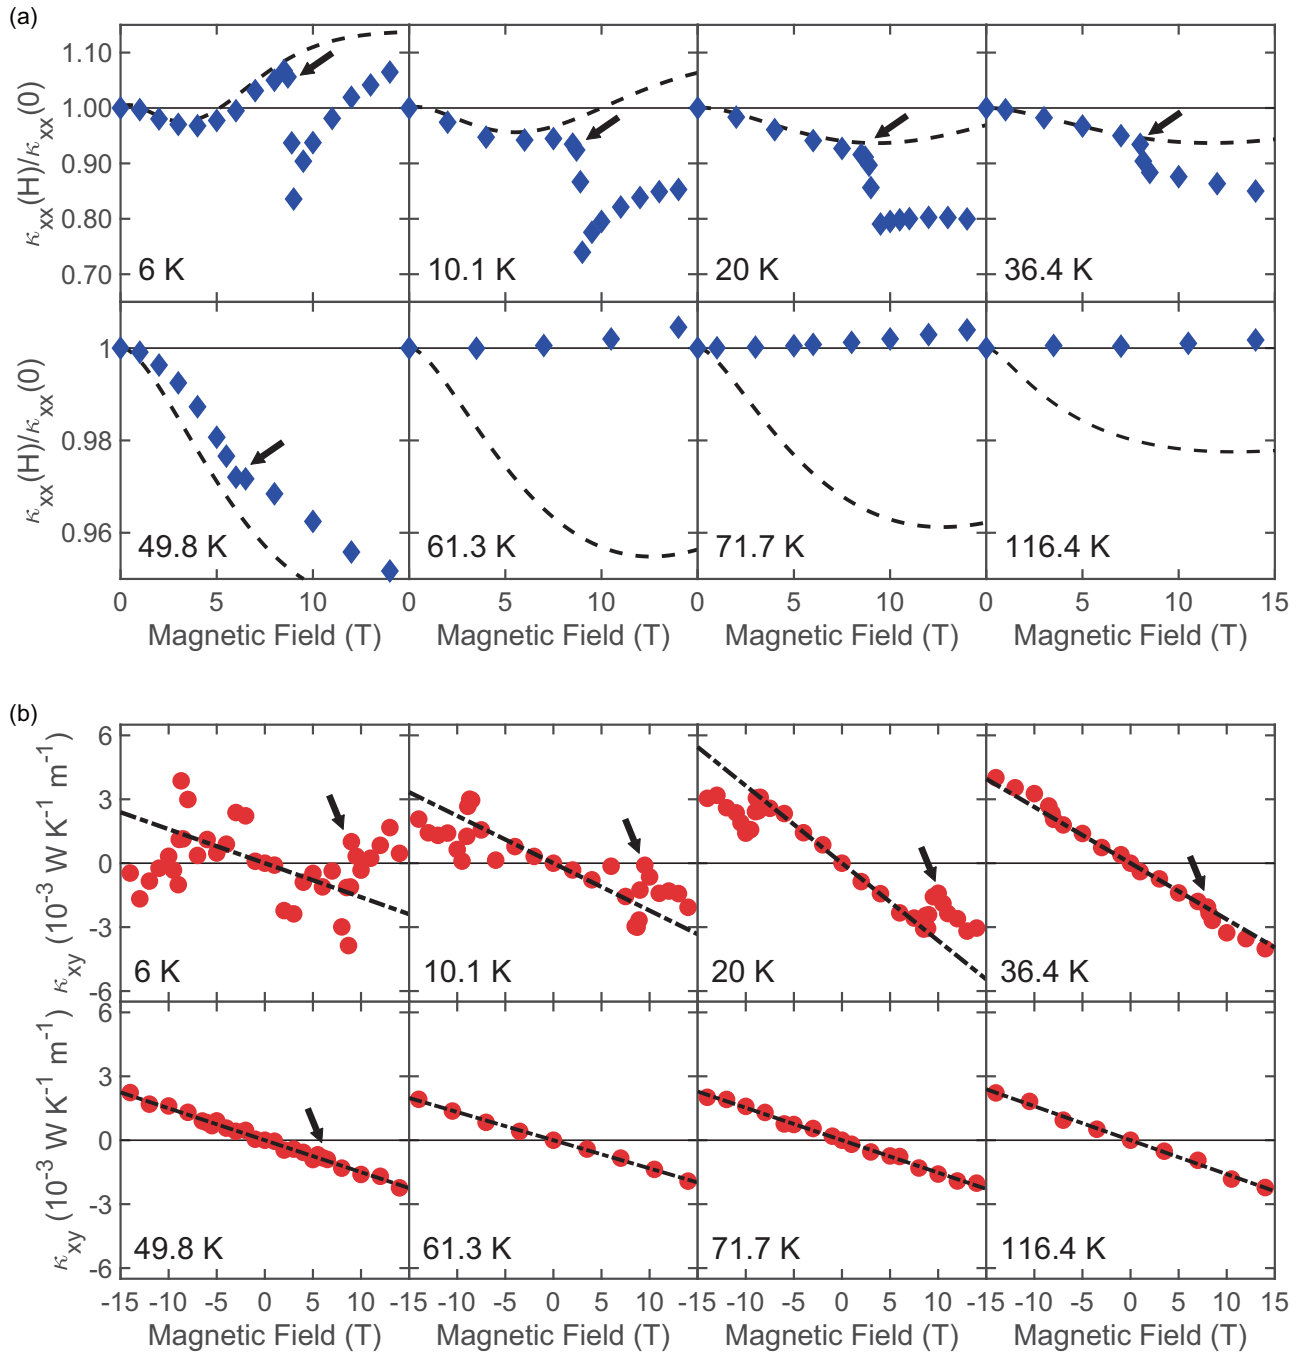 (a)
1.10
1.00
0.90
0.80
0.70
κxx(H)/κxx(0)
6 K
10.1 K
20 K
36.4 K
1
0.98
0.96
κxx(H)/κxx(0)
49.8 K
61.3 K
71.7 K
116.4 K
0 5 10 0 5 10 0 5 10 0 5 10 15
Magnetic Field (T) Magnetic Field (T) Magnetic Field (T) Magnetic Field (T)
(b)
6
3
0
-3
-6
κxy (10-3 W K-1 m-1)
6 K
10.1 K
20 K
36.4 K
6
3
0
-3
-6
κxy (10-3 W K-1 m-1)
49.8 K
61.3 K
71.7 K
116.4 K
-15 -10 -5 0 5 10 -15 -10 -5 0 5 10 -15 -10 -5 0 5 10 -15 -10 -5 0 5 10 15
Magnetic Field (T) Magnetic Field (T) Magnetic Field (T) Magnetic Field (T)